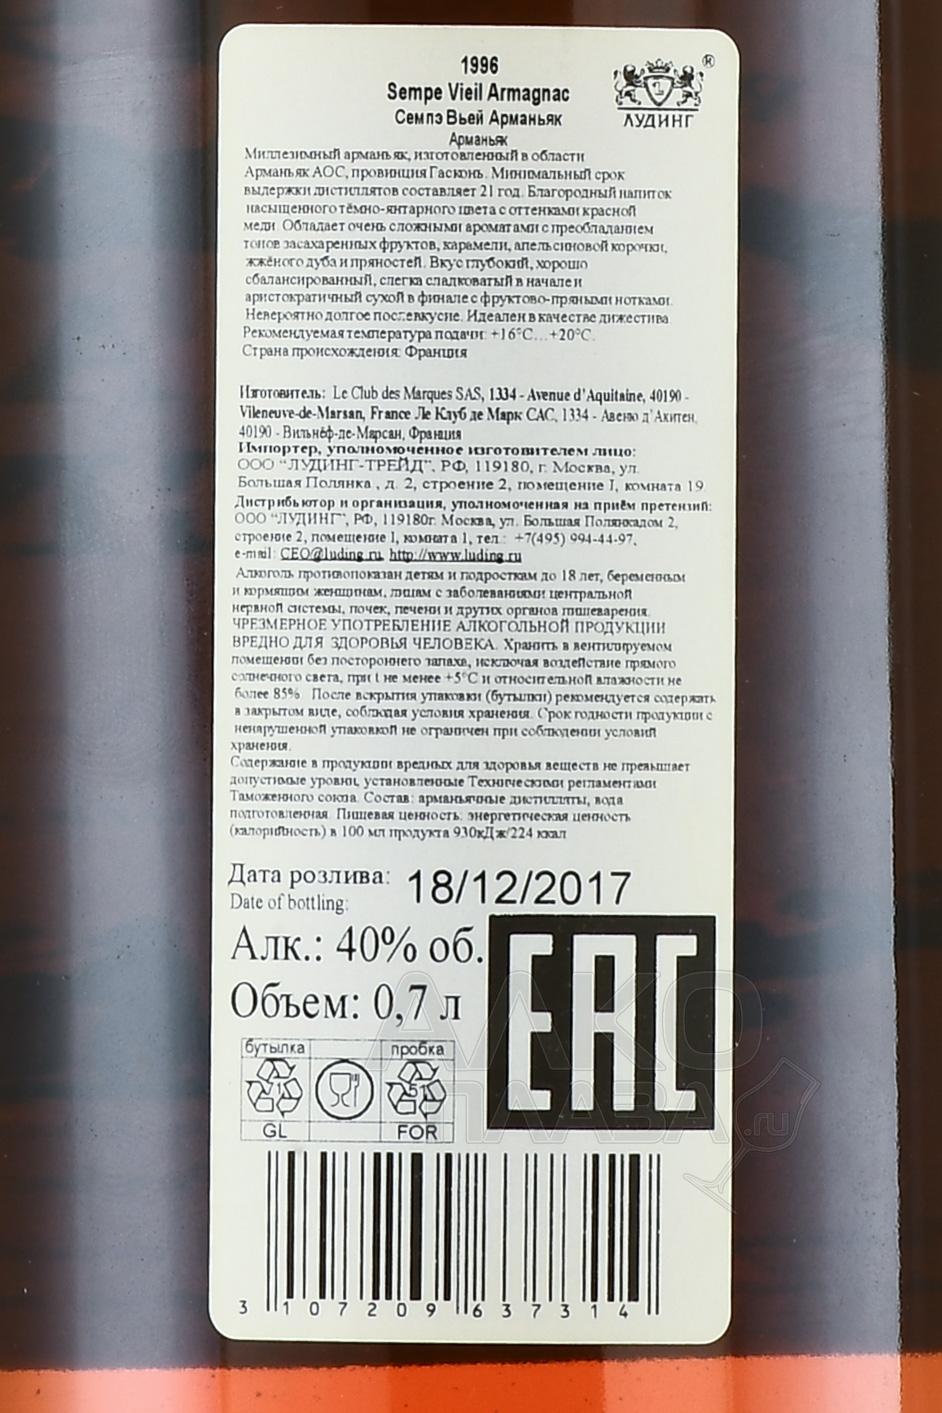 1996
Sempe Vieil Armagnac
Семпэ Вьей Арманьяк
Арманьяк
®
1
ЛУДИНГ
Миллезимный арманьяк, изготовленный в области
Арманьяк АОС, провинция Гасконь. Минимальный срок
выдержки дистиллятов составляет 21 год. Благородный напиток
насыщенного тёмно-янтарного цвета с оттенками красной
меди. Обладает очень сложными ароматами с преобладанием
тонов засахаренных фруктов, карамели, апельсиновой корочки,
жжёного дуба и пряностей. Вкус глубокий, хорошо
сбалансированный, слегка сладковатый в начале и
аристократичный сухой в финале с фруктово-пряными нотками.
Невероятно долгое послевкусие. Идеален в качестве дижестива.
Рекомендуемая температура подачи: +16°С...+20°С.
Страна происхождения: Франция
Изготовитель: Le Club des Marques SAS, 1334 - Avenue d'Aquitaine, 40190 -
Vileneuve-de-Marsan, France Ле Клуб де Марк САС, 1334 - Авеню д'Акитен,
40190 - Вильнёф-де-Марсан, Франция
Импортер, уполномоченное изготовителем лицо:
ООО "ЛУДИНГ-ТРЕЙД", РФ, 119180, г. Москва, ул.
Большая Полянка , д. 2, строение 2, помещение I, комната 19
Дистрибьютор и организация, уполномоченная на приём претензий:
ООО "ЛУДИНГ", РФ, 119180г. Москва, ул. Большая Полянкадом 2,
строение 2, помещение I, комната 1, тел.: +7(495) 994-44-97,
e-mail: CEO@luding.ru, http://www.luding.ru
Алкоголь противопоказан детям и подросткам до 18 лет, беременным
и кормящим женщинам, лицам с заболеваниями центральной
нервной системы, почек, печени и других органов пищеварения.
ЧРЕЗМЕРНОЕ УПОТРЕБЛЕНИЕ АЛКОГОЛЬНОЙ ПРОДУКЦИИ
ВРЕДНО ДЛЯ ЗДОРОВЬЯ ЧЕЛОВЕКА. Хранить в вентилируемом
помещении без постороннего запаха, исключая воздействие прямого
солнечного света, при t не менее +5°С и относительной влажности не
более 85%. После вскрытия упаковки (бутылки) рекомендуется содержать
в закрытом виде, соблюдая условия хранения. Срок годности продукции с
ненарушенной упаковкой не ограничен при соблюдении условий
хранения.
Содержание в продукции вредных для здоровья веществ не превышает
допустимые уровни, установленные Техническими регламентами
Таможенного союза. Состав: арманьячные дистилляты, вода
подготовленная. Пищевая ценность: энергетическая ценность
(калорийность) в 100 мл продукта 930кДж/224 ккал
Дата розлива: 18/12/2017
Date of bottling:
Алк.: 40% об.
Объем: 0,7 л
EAC
бутылка пробка
71 51
GL FOR
АЛКО
ПЛАЗА.ru
3 107209 637314